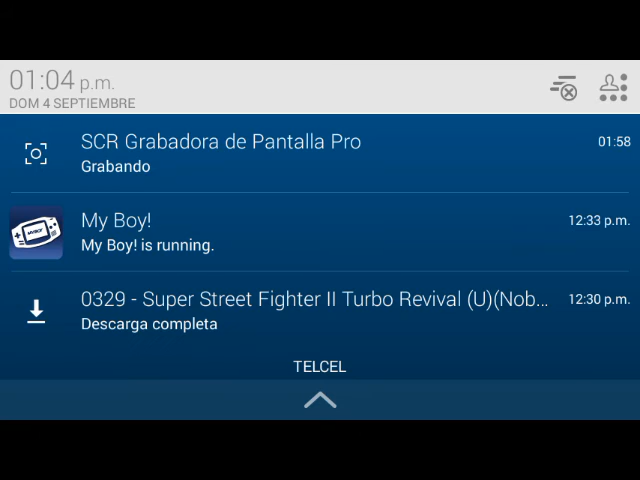 01:04 p.m.
DOM 4 SEPTIEMBRE
SCR Grabadora de Pantalla Pro
01:58
Grabando
My Boy!
12:33 p.m.
My Boy! is running.
0329 - Super Street Fighter II Turbo Revival (U)(Nob...
12:30 p.m.
Descarga completa
TELCEL